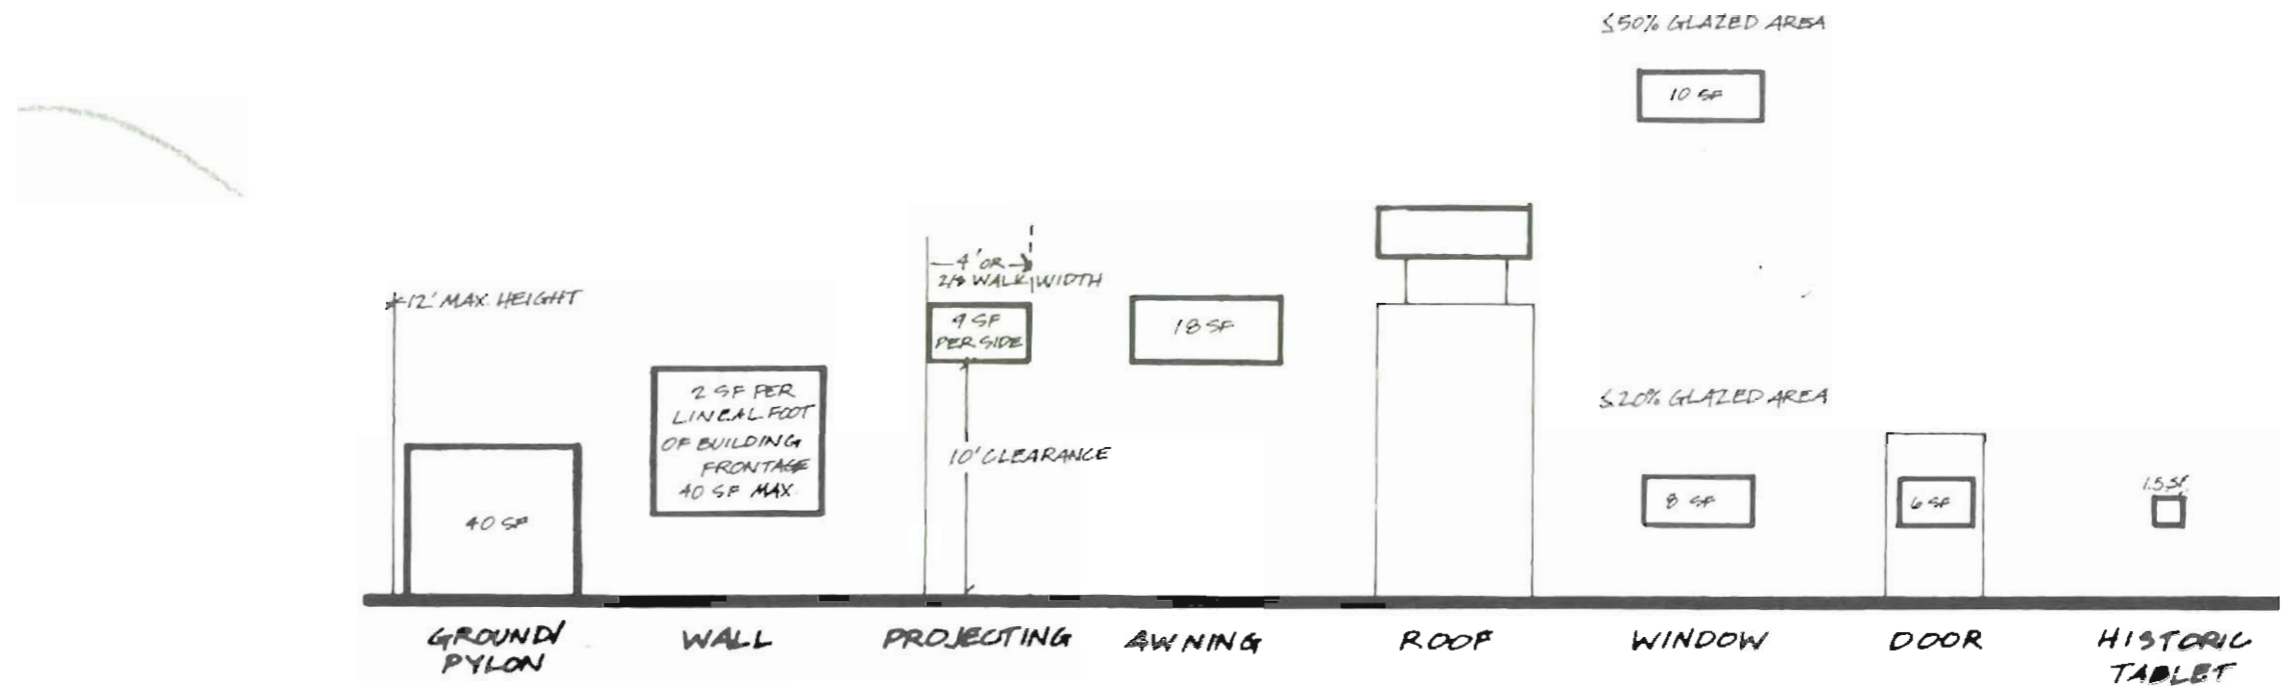 ≤50% GLAZED AREA
10 SF
4' OR
2/3 WALK WIDTH
12' MAX. HEIGHT
9 SF
PER SIDE
18 SF
2 SF PER
LINEAL FOOT
OF BUILDING
FRONTAGE
40 SF MAX.
≤20% GLAZED AREA
10' CLEARANCE
40 SF
8 SF
6 SF
1.5 SF
GROUND/
PYLON
WALL
PROJECTING
AWNING
ROOF
WINDOW
DOOR
HISTORIC
TABLET